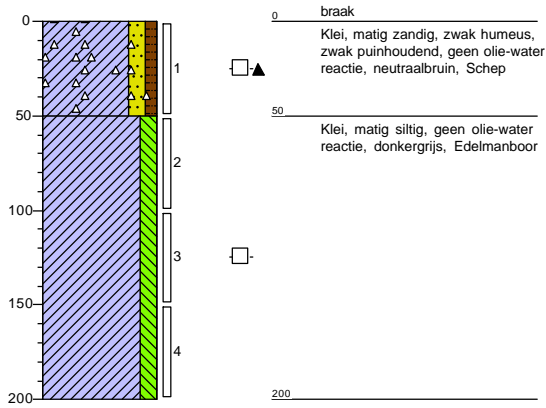 0
50
100
150
200
1
2
3
4
0
braak
Klei, matig zandig, zwak humeus,
zwak puinhoudend, geen olie-water
reactie, neutraalbruin, Schep
50
Klei, matig siltig, geen olie-water
reactie, donkergrijs, Edelmanboor
200